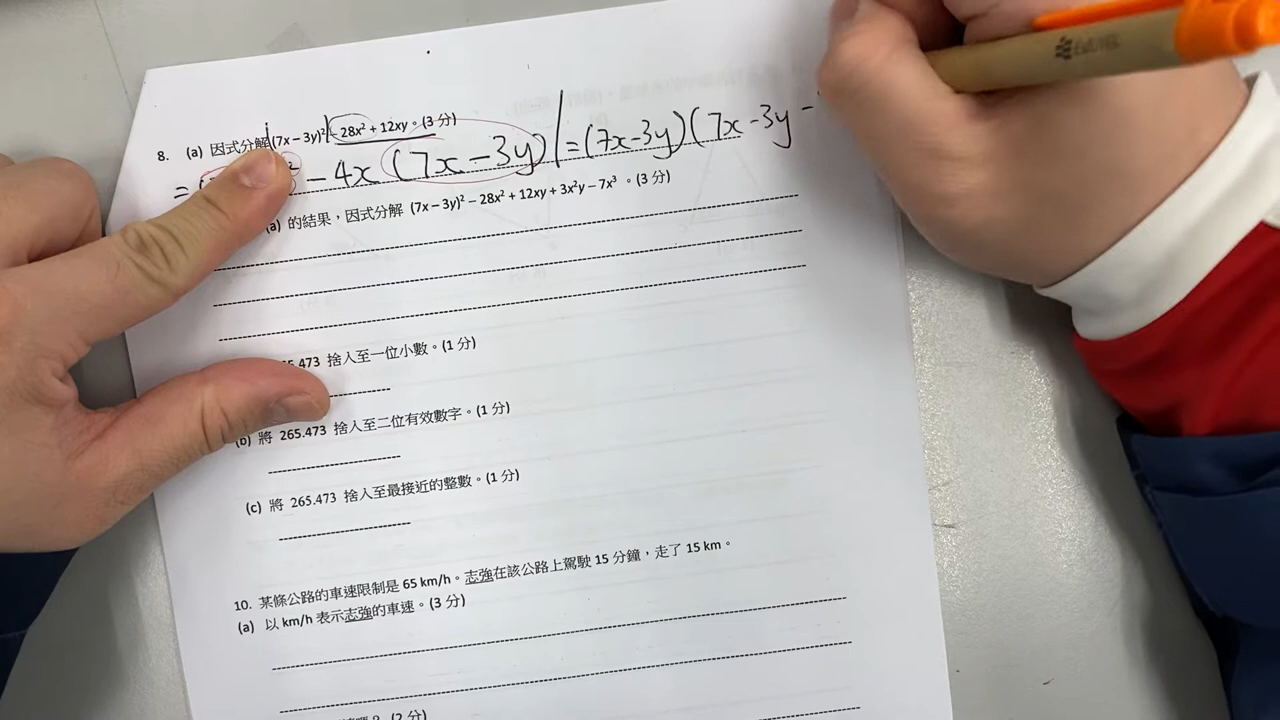 8. (a) 因式分解 (7x − 3y)² − 28x² + 12xy。(3 分)
= − 4x (7x − 3y) | = (7x − 3y) (7x − 3y −
(a) 的結果，因式分解 (7x − 3y)² − 28x² + 12xy + 3x²y − 7x³ 。(3 分)
5.473 捨入至一位小數。(1 分)
(b) 將 265.473 捨入至二位有效數字。(1 分)
(c) 將 265.473 捨入至最接近的整數。(1 分)
10. 某條公路的車速限制是 65 km/h。志強在該公路上駕駛 15 分鐘，走了 15 km。
(a) 以 km/h 表示志強的車速。(3 分)
(2 分)